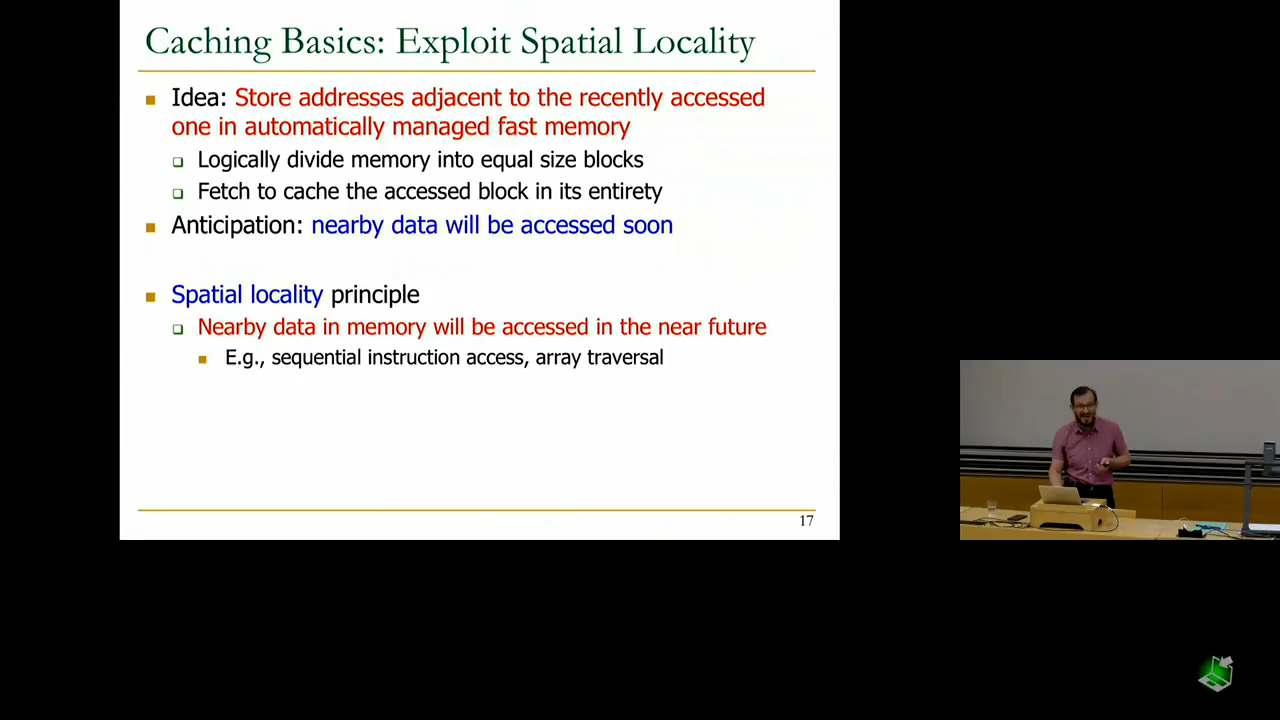 Caching Basics: Exploit Spatial Locality
Idea: Store addresses adjacent to the recently accessed
one in automatically managed fast memory
Logically divide memory into equal size blocks
Fetch to cache the accessed block in its entirety
Anticipation: nearby data will be accessed soon
Spatial locality principle
Nearby data in memory will be accessed in the near future
E.g., sequential instruction access, array traversal
17